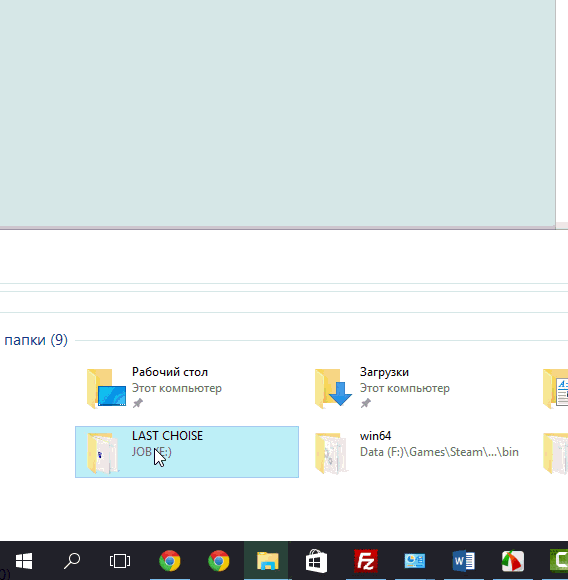 папки (9)
Рабочий стол
Этот компьютер
Загрузки
Этот компьютер
LAST CHOISE
JOB (E:)
win64
Data (F:)\Games\Steam\...\bin